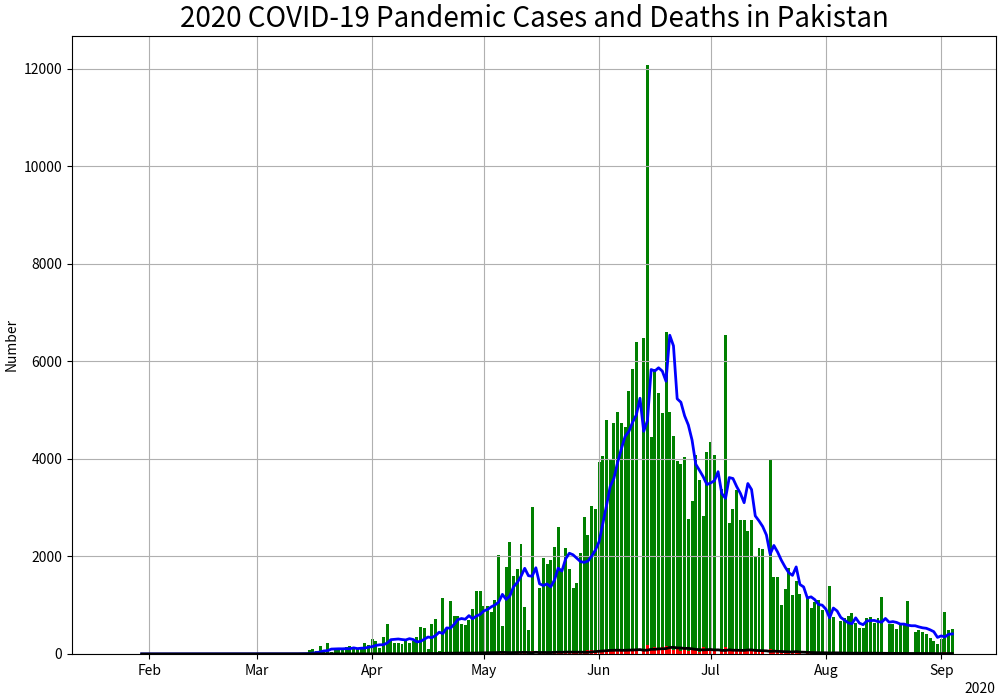 2020 COVID-19 Pandemic Cases and Deaths in Pakistan
Number
12000
10000
8000
6000
4000
2000
0
Feb Mar Apr May Jun Jul Aug Sep
2020